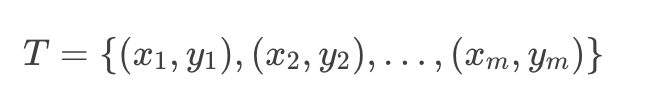 T = {(x₁, y₁), (x₂, y₂), . . . , (xₘ, yₘ)}